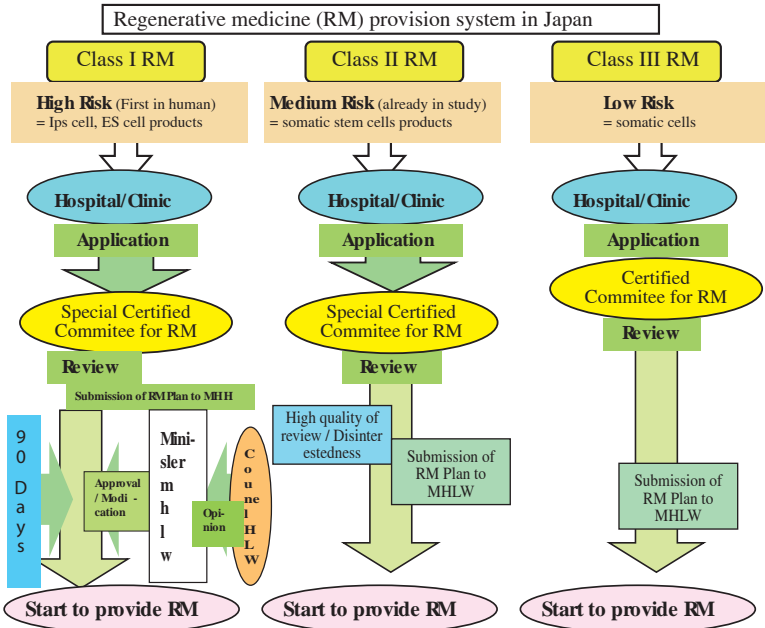 Regenerative medicine (RM) provision system in Japan
Class I RM
High Risk (First in human)
= Ips cell, ES cell products
Hospital/Clinic
Application
Special Certified
Commitee for RM
Review
Submission of RM Plan to MHH
90 Days
Approval
/ Modi -
cation
Mini-
sler
m
h
l
w
Opi-
nion
C
o
u
nel
H
L
W
Start to provide RM
Class II RM
Medium Risk (already in study)
= somatic stem cells products
Hospital/Clinic
Application
Special Certified
Commitee for RM
Review
High quality of
review / Disinter
estedness
Submission of
RM Plan to
MHLW
Start to provide RM
Class III RM
Low Risk
= somatic cells
Hospital/Clinic
Application
Certified
Commitee for RM
Review
Submission of
RM Plan to
MHLW
Start to provide RM